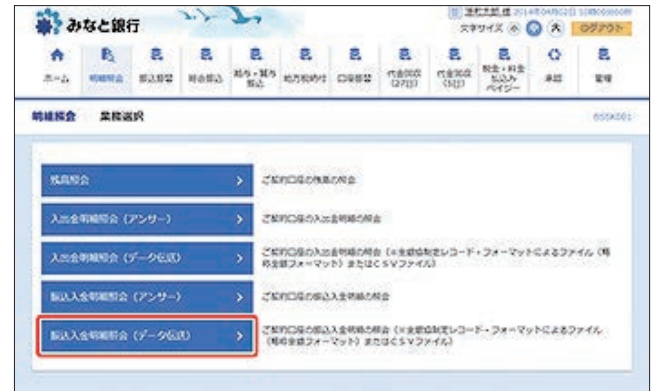 みなと銀行
文字サイズ 小 中 大 ログアウト
ホーム 明細照会 振込振替 総合振込 給与・賞与振込 地方税納付 口座振替 代金回収(27日) 代金回収(5日) 税金・料金払込みペイジー 承認 管理
明細照会 業務選択 BSSK001
残高照会 ご契約口座の残高の照会
入出金明細照会（アンサー） ご契約口座の入出金明細の照会
入出金明細照会（データ伝送） ご契約口座の入出金明細の照会（※全銀協制定レコード・フォーマットによるファイル（略
称全銀フォーマット）またはＣＳＶファイル）
振込入金明細照会（アンサー） ご契約口座の振込入金明細の照会
振込入金明細照会（データ伝送） ご契約口座の振込入金明細の照会（※全銀協制定レコード・フォーマットによるファイル
（略称全銀フォーマット）またはＣＳＶファイル）